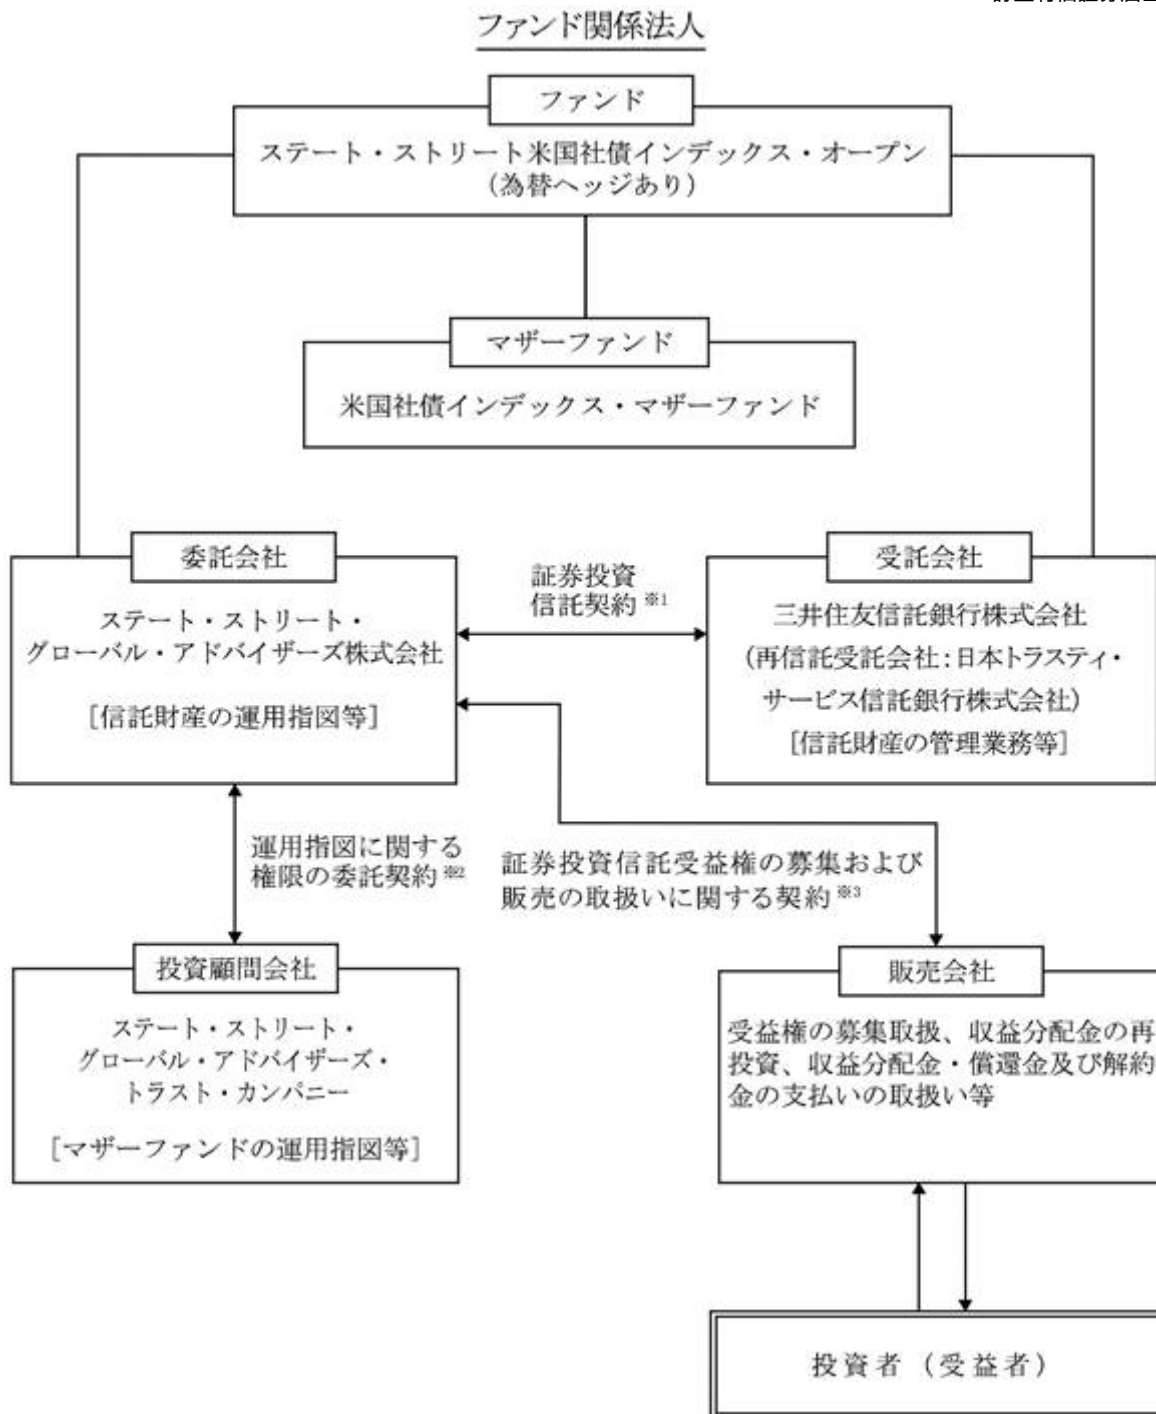 ファンド関係法人
ファンド
ステート・ストリート米国社債インデックス・オープン
（為替ヘッジあり）
マザーファンド
米国社債インデックス・マザーファンド
委託会社
ステート・ストリート・
グローバル・アドバイザーズ株式会社
［信託財産の運用指図等］
証券投資
信託契約※1
受託会社
三井住友信託銀行株式会社
（再信託受託会社：日本トラスティ・
サービス信託銀行株式会社）
［信託財産の管理業務等］
運用指図に関する
権限の委託契約※2
証券投資信託受益権の募集および
販売の取扱いに関する契約※3
投資顧問会社
ステート・ストリート・
グローバル・アドバイザーズ・
トラスト・カンパニー
［マザーファンドの運用指図等］
販売会社
受益権の募集取扱、収益分配金の再
投資、収益分配金・償還金及び解約
金の支払いの取扱い等
投資者（受益者）